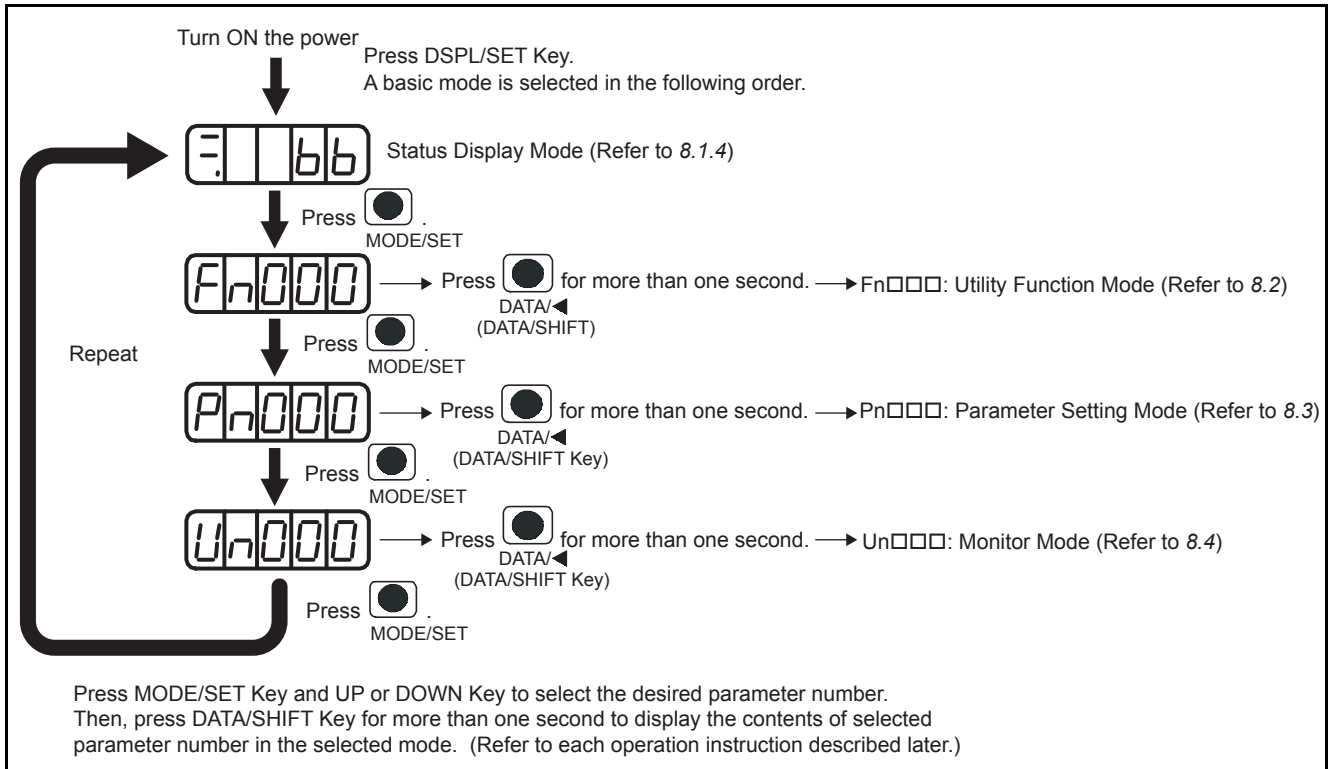 Turn ON the power
Press DSPL/SET Key.
A basic mode is selected in the following order.
bb
Status Display Mode (Refer to 8.1.4)
Press .
MODE/SET
Fn000
Press for more than one second.
DATA/◀
(DATA/SHIFT)
Fn□□□: Utility Function Mode (Refer to 8.2)
Repeat
Press .
MODE/SET
Pn000
Press for more than one second.
DATA/◀
(DATA/SHIFT Key)
Pn□□□: Parameter Setting Mode (Refer to 8.3)
Press .
MODE/SET
Un000
Press for more than one second.
DATA/◀
(DATA/SHIFT Key)
Un□□□: Monitor Mode (Refer to 8.4)
Press .
MODE/SET
Press MODE/SET Key and UP or DOWN Key to select the desired parameter number.
Then, press DATA/SHIFT Key for more than one second to display the contents of selected
parameter number in the selected mode. (Refer to each operation instruction described later.)